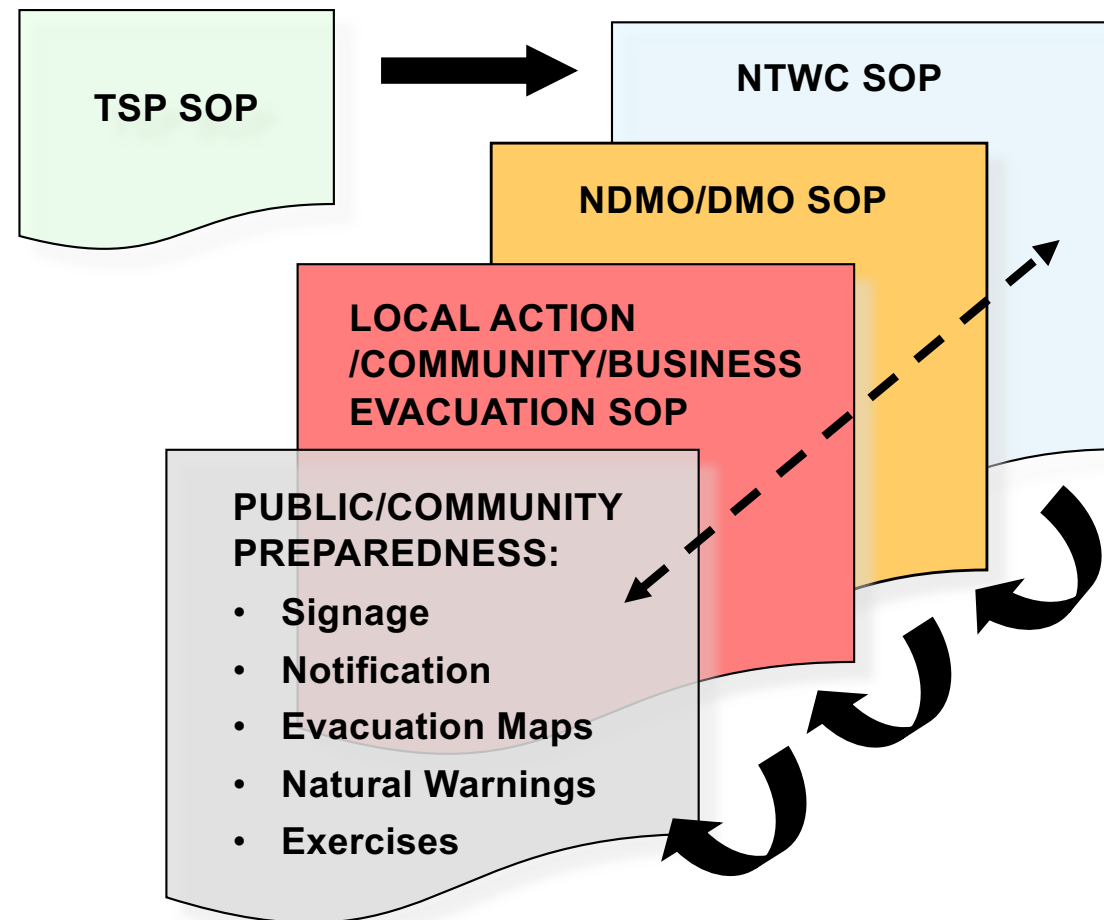 TSP SOP
NTWC SOP
NDMO/DMO SOP
LOCAL ACTION
/COMMUNITY/BUSINESS
EVACUATION SOP
PUBLIC/COMMUNITY
PREPAREDNESS:
• Signage
• Notification
• Evacuation Maps
• Natural Warnings
• Exercises